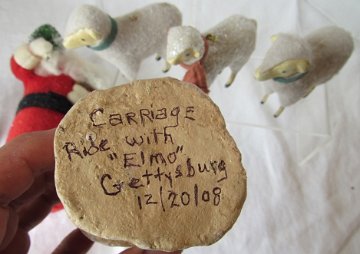 CARRIAGE
Ride with
"Elmo"
Gettysburg
12/20/08